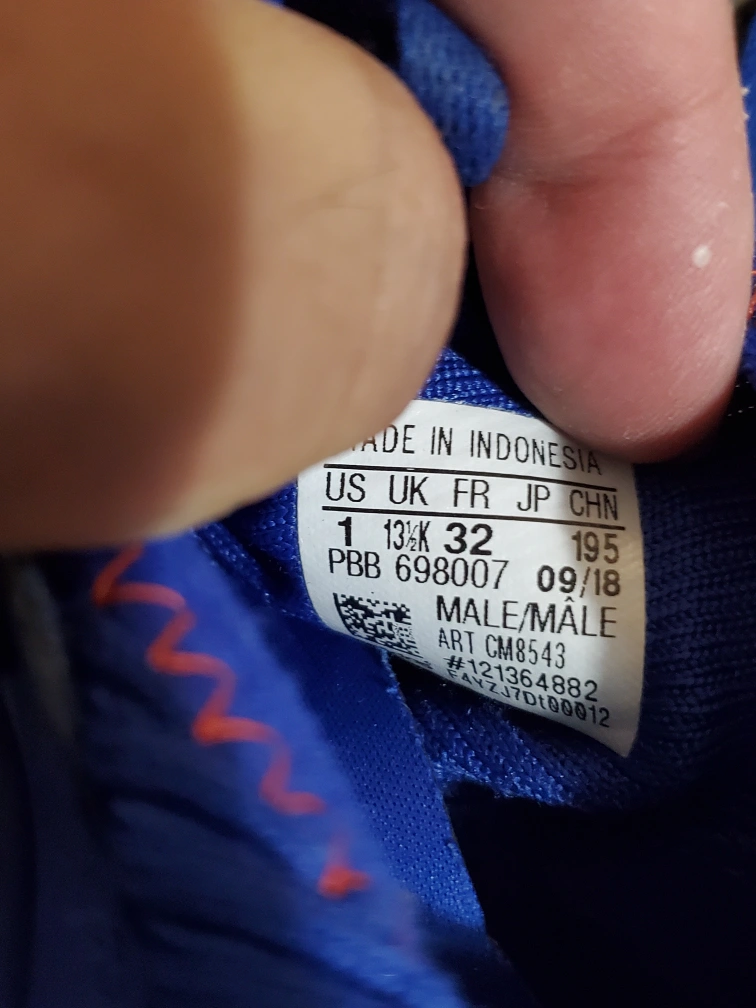 MADE IN INDONESIA
US UK FR JP CHN
1 13½K 32 195
PBB 698007 09/18
MALE/MÂLE
ART CM8543
#121364882